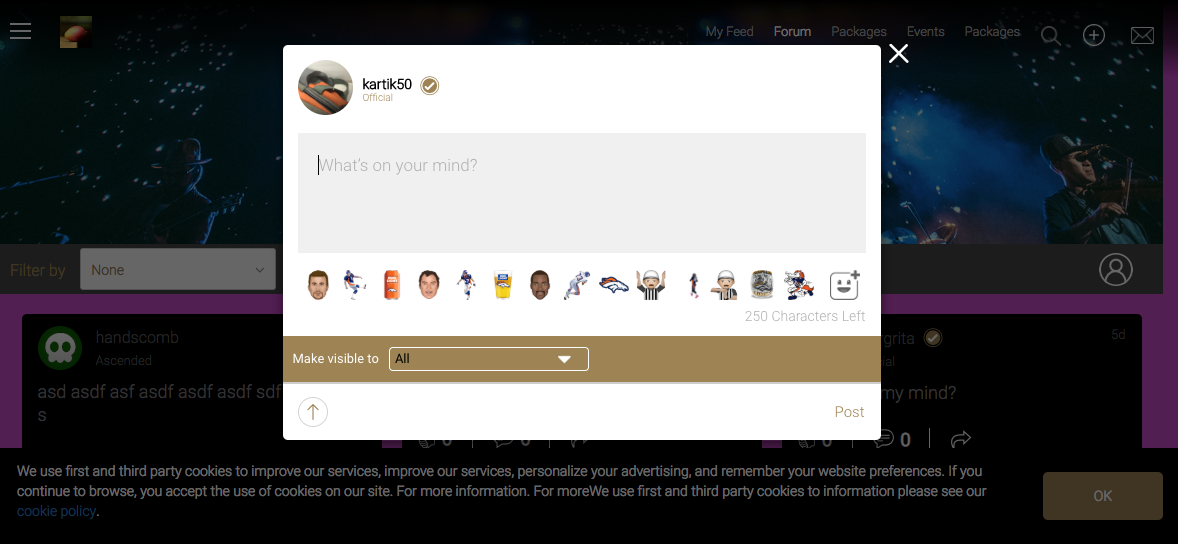 My Feed
Forum
Packages
Events
Packages
kartik50
Official
What's on your mind?
Filter by
None
250 Characters Left
Make visible to
All
Post
handscomb
Ascended
asd asdf asf asdf asdf asdf sdf
s
5d
my mind?
0
0
0
0
We use first and third party cookies to improve our services, improve our services, personalize your advertising, and remember your website preferences. If you
continue to browse, you accept the use of cookies on our site. For more information. For moreWe use first and third party cookies to information please see our
cookie policy.
OK